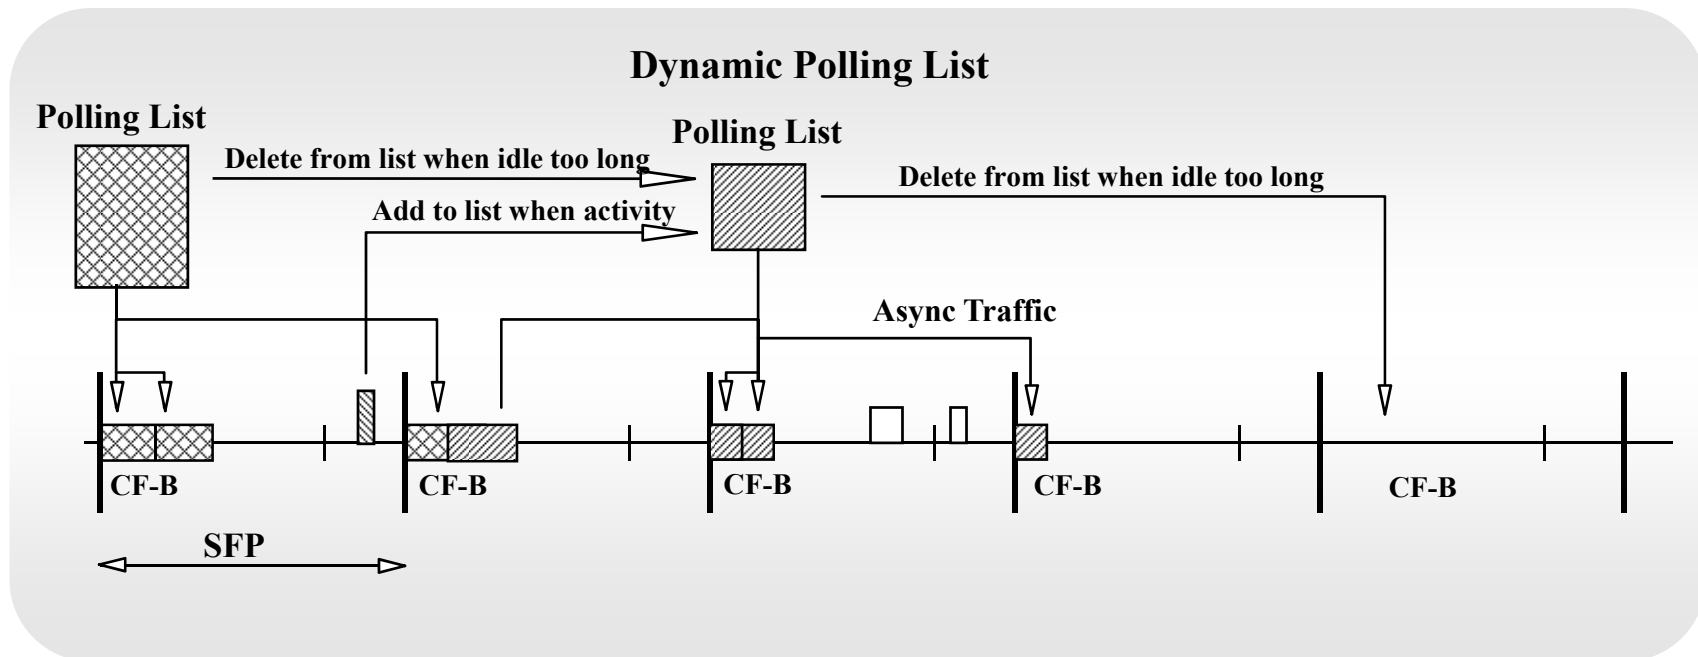 Dynamic Polling List
Polling List
Polling List
Delete from list when idle too long
Delete from list when idle too long
Add to list when activity
Async Traffic
CF-B
CF-B
CF-B
CF-B
CF-B
SFP